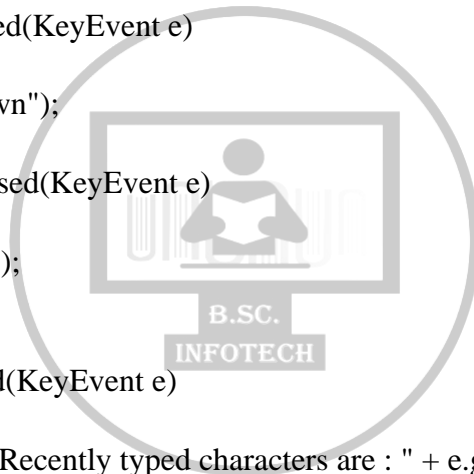 ed(KeyEvent e)
wn");
sed(KeyEvent e)
);
B.SC.
INFOTECH
d(KeyEvent e)
Recently typed characters are : " + e.g